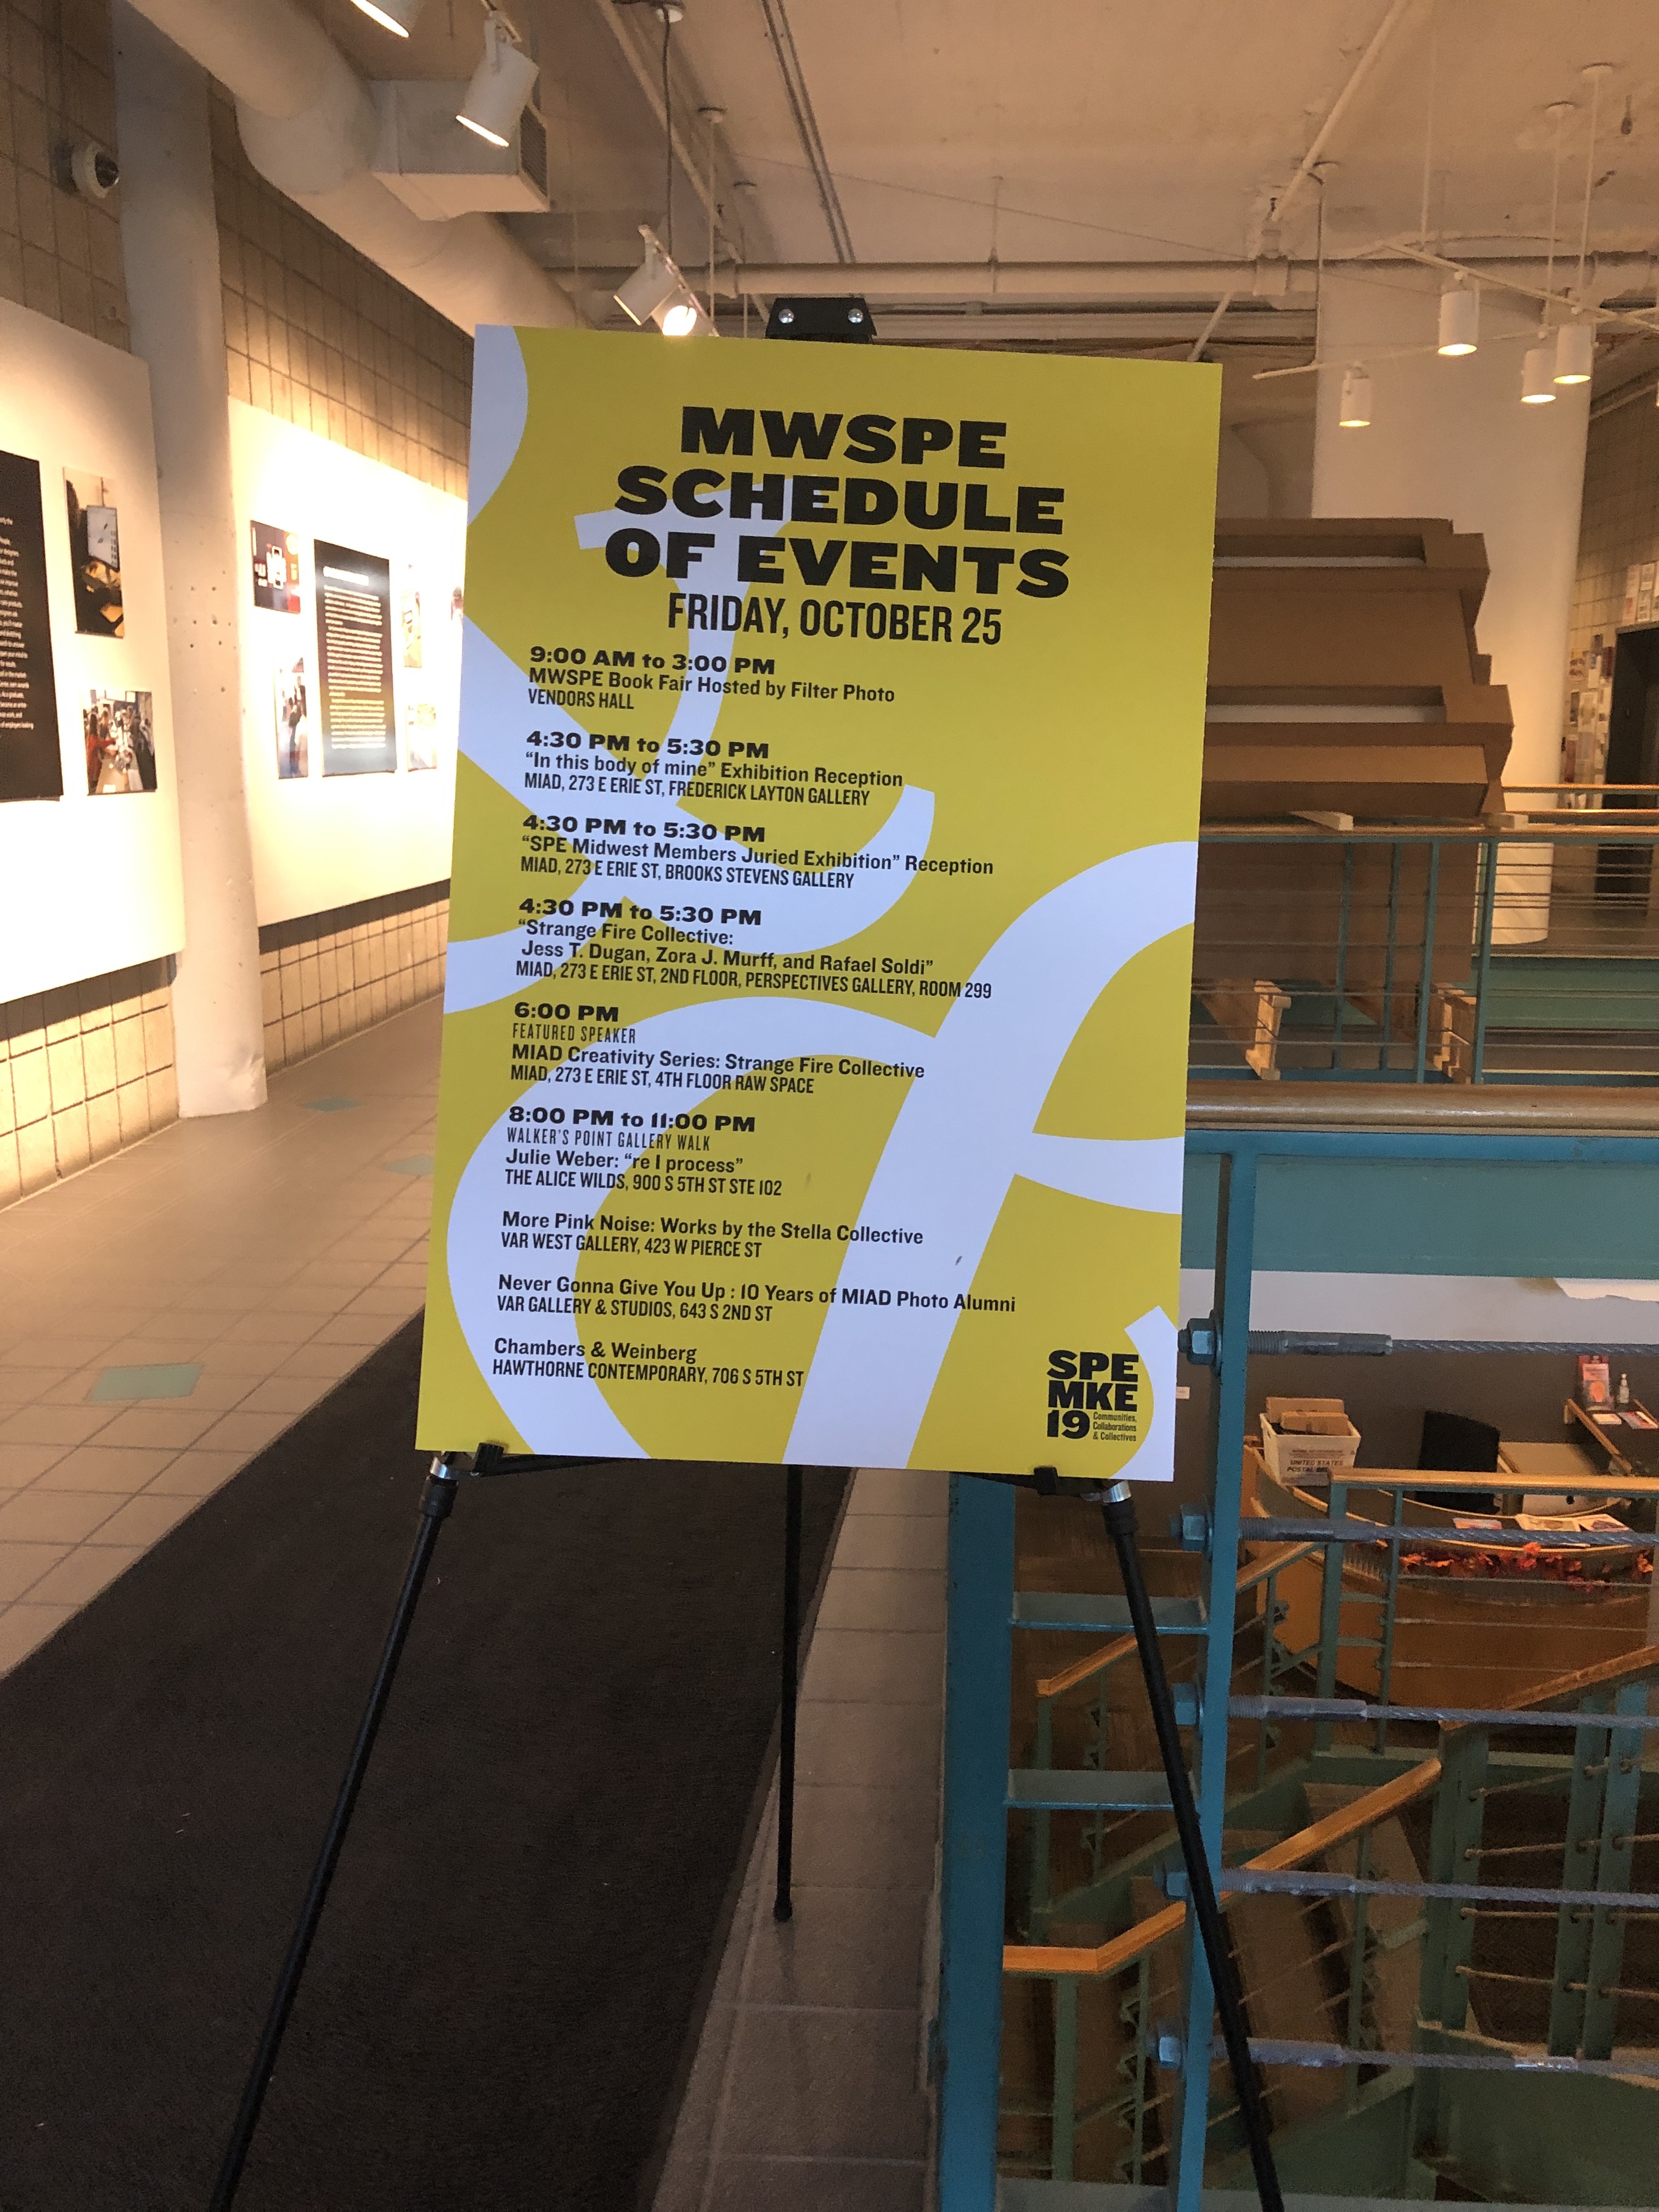 MWSPE
SCHEDULE
OF EVENTS
FRIDAY, OCTOBER 25
9:00 AM to 3:00 PM
MWSPE Book Fair Hosted by Filter Photo
VENDORS HALL
4:30 PM to 5:30 PM
“In this body of mine” Exhibition Reception
MIAD, 273 E ERIE ST, FREDERICK LAYTON GALLERY
4:30 PM to 5:30 PM
“SPE Midwest Members Juried Exhibition” Reception
MIAD, 273 E ERIE ST, BROOKS STEVENS GALLERY
4:30 PM to 5:30 PM
“Strange Fire Collective:
Jess T. Dugan, Zora J. Murff, and Rafael Soldi”
MIAD, 273 E ERIE ST, 2ND FLOOR, PERSPECTIVES GALLERY, ROOM 299
6:00 PM
FEATURED SPEAKER
MIAD Creativity Series: Strange Fire Collective
MIAD, 273 E ERIE ST, 4TH FLOOR RAW SPACE
8:00 PM to 11:00 PM
WALKER'S POINT GALLERY WALK
Julie Weber: “re I process”
THE ALICE WILDS, 900 S 5TH ST STE 102
More Pink Noise: Works by the Stella Collective
VAR WEST GALLERY, 423 W PIERCE ST
Never Gonna Give You Up : 10 Years of MIAD Photo Alumni
VAR GALLERY & STUDIOS, 643 S 2ND ST
Chambers & Weinberg
HAWTHORNE CONTEMPORARY, 706 S 5TH ST
SPE
MKE
19
Communities,
Collaborations
& Collectives
UNITED STATES